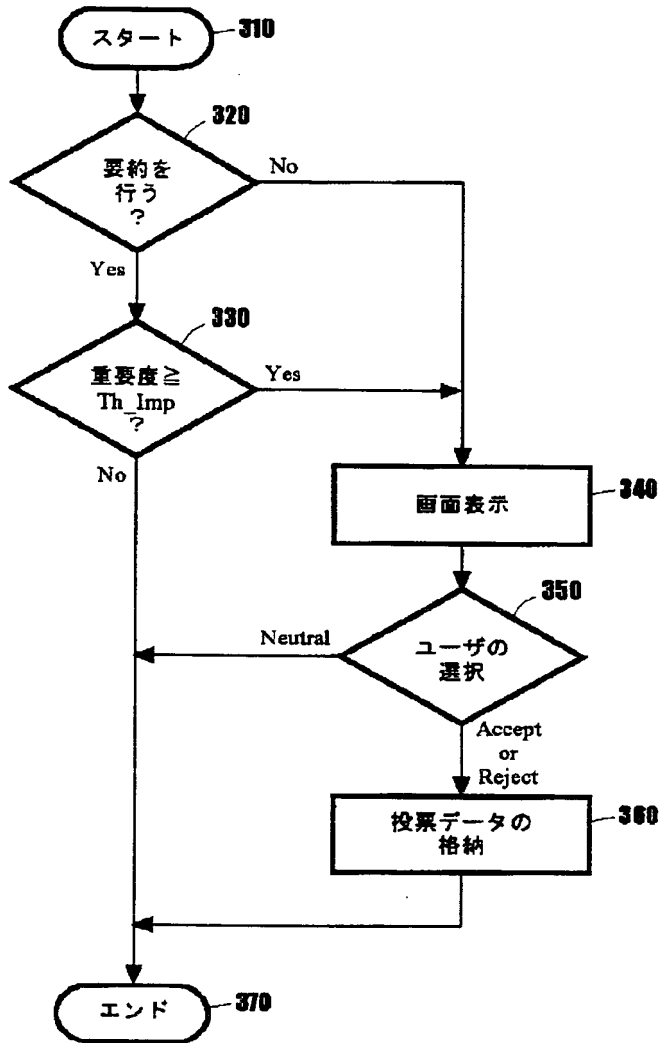 スタート
310
320
要約を
行う
?
No
Yes
330
重要度≧
Th_Imp
?
Yes
No
画面表示
340
350
ユーザの
選択
Neutral
Accept
or
Reject
投票データの
格納
360
エンド
370